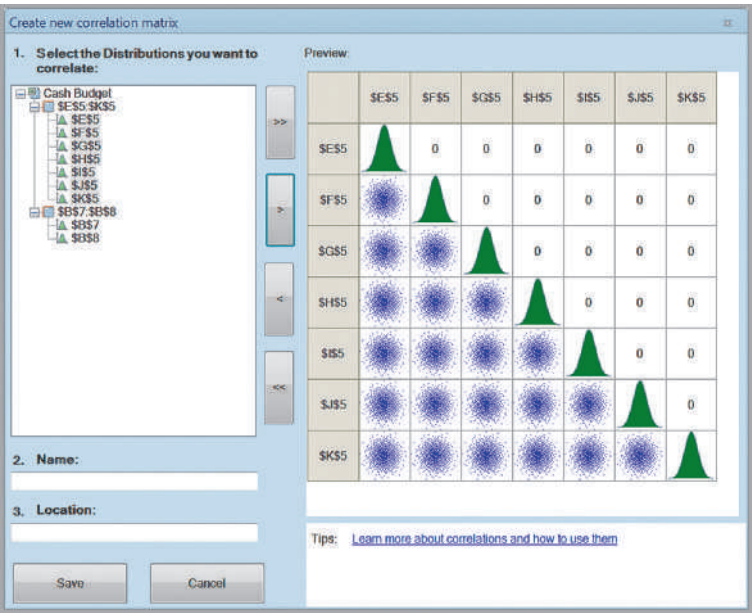 Create new correlation matrix
1. Select the Distributions you want to
correlate:
Cash Budget
$E$5:$K$5
$E$5
$F$5
$G$5
$H$5
$I$5
$J$5
$K$5
$B$7:$B$8
$B$7
$B$8
>>
>
<
<<
2. Name:
3. Location:
Save
Cancel
Preview:
$E$5 $F$5 $G$5 $H$5 $I$5 $J$5 $K$5
$E$5 0 0 0 0 0 0
$F$5 0 0 0 0 0
$G$5 0 0 0 0
$H$5 0 0 0
$I$5 0 0
$J$5 0
$K$5
Tips: Learn more about correlations and how to use them